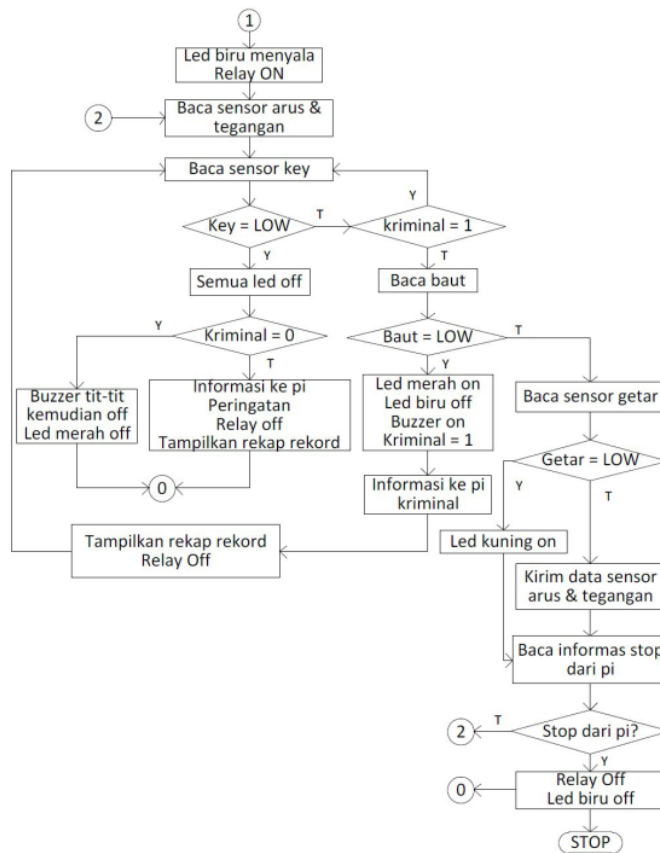 1
Led biru menyala
Relay ON
2
Baca sensor arus &
tegangan
Baca sensor key
Key = LOW
T
Y
kriminal = 1
Y
T
Semua led off
Baca baut
Kriminal = 0
Y
T
Baut = LOW
T
Y
Buzzer tit-tit
kemudian off
Led merah off
Informasi ke pi
Peringatan
Relay off
Tampilkan rekap rekord
0
Led merah on
Led biru off
Buzzer on
Kriminal = 1
Baca sensor getar
Getar = LOW
Y
T
Informasi ke pi
kriminal
Tampilkan rekap rekord
Relay Off
Led kuning on
Kirim data sensor
arus & tegangan
Baca informas stop
dari pi
Stop dari pi?
T
2
Y
Relay Off
Led biru off
0
STOP